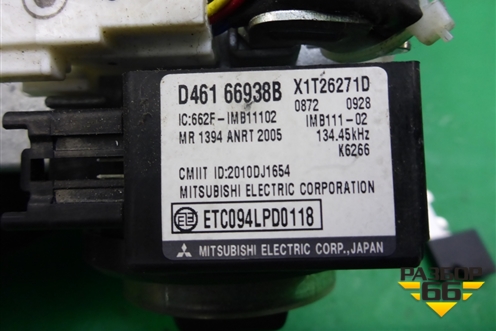 D461 66938B X1T26271D
0872 0928
IC:662F-IMB11102 IMB111-02
MR 1394 ANRT 2005 134.45kHz
K6266
CMIIT ID:2010DJ1654
MITSUBISHI ELECTRIC CORPORATION
ETC094LPD0118
MITSUBISHI ELECTRIC CORP.,JAPAN
РАЗБОР
66